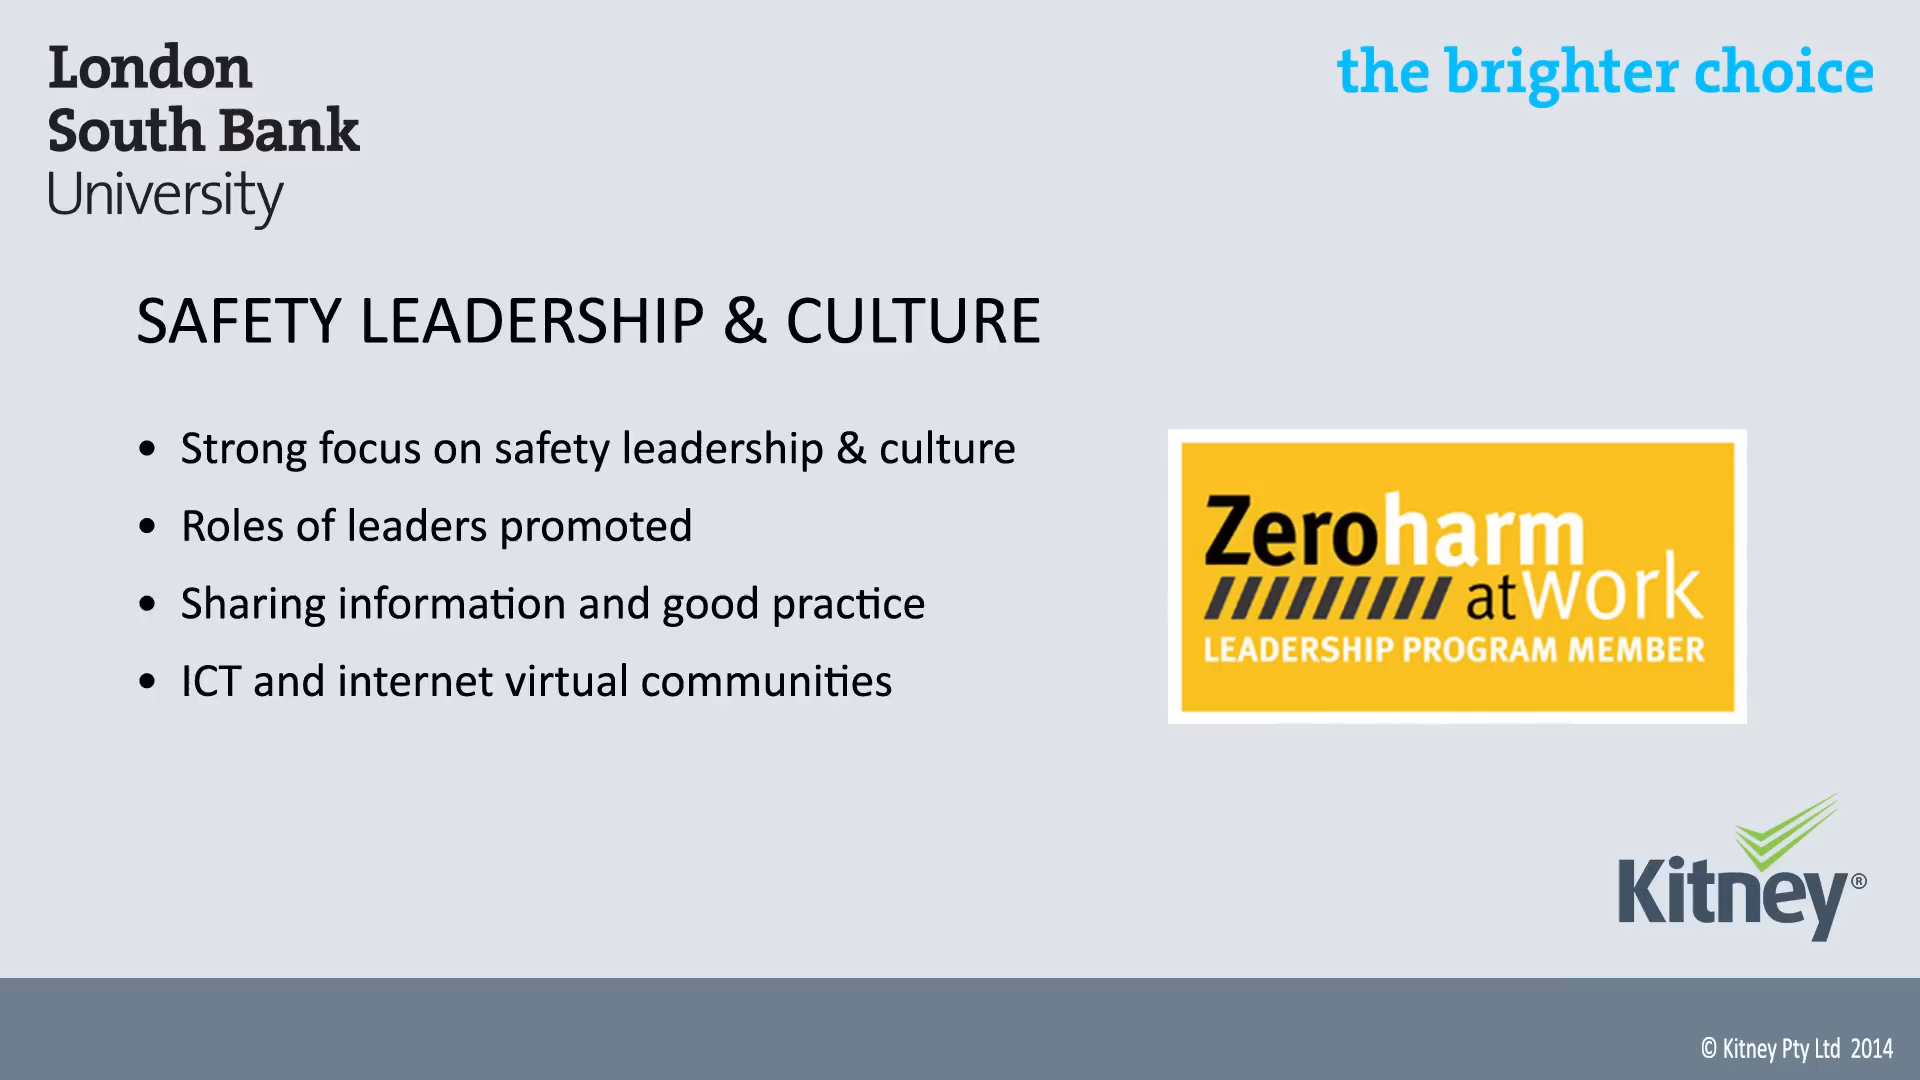 London
South Bank
University
the brighter choice
SAFETY LEADERSHIP & CULTURE
• Strong focus on safety leadership & culture
• Roles of leaders promoted
• Sharing information and good practice
• ICT and internet virtual communities
Zeroharm
at work
LEADERSHIP PROGRAM MEMBER
Kitney®
© Kitney Pty Ltd 2014